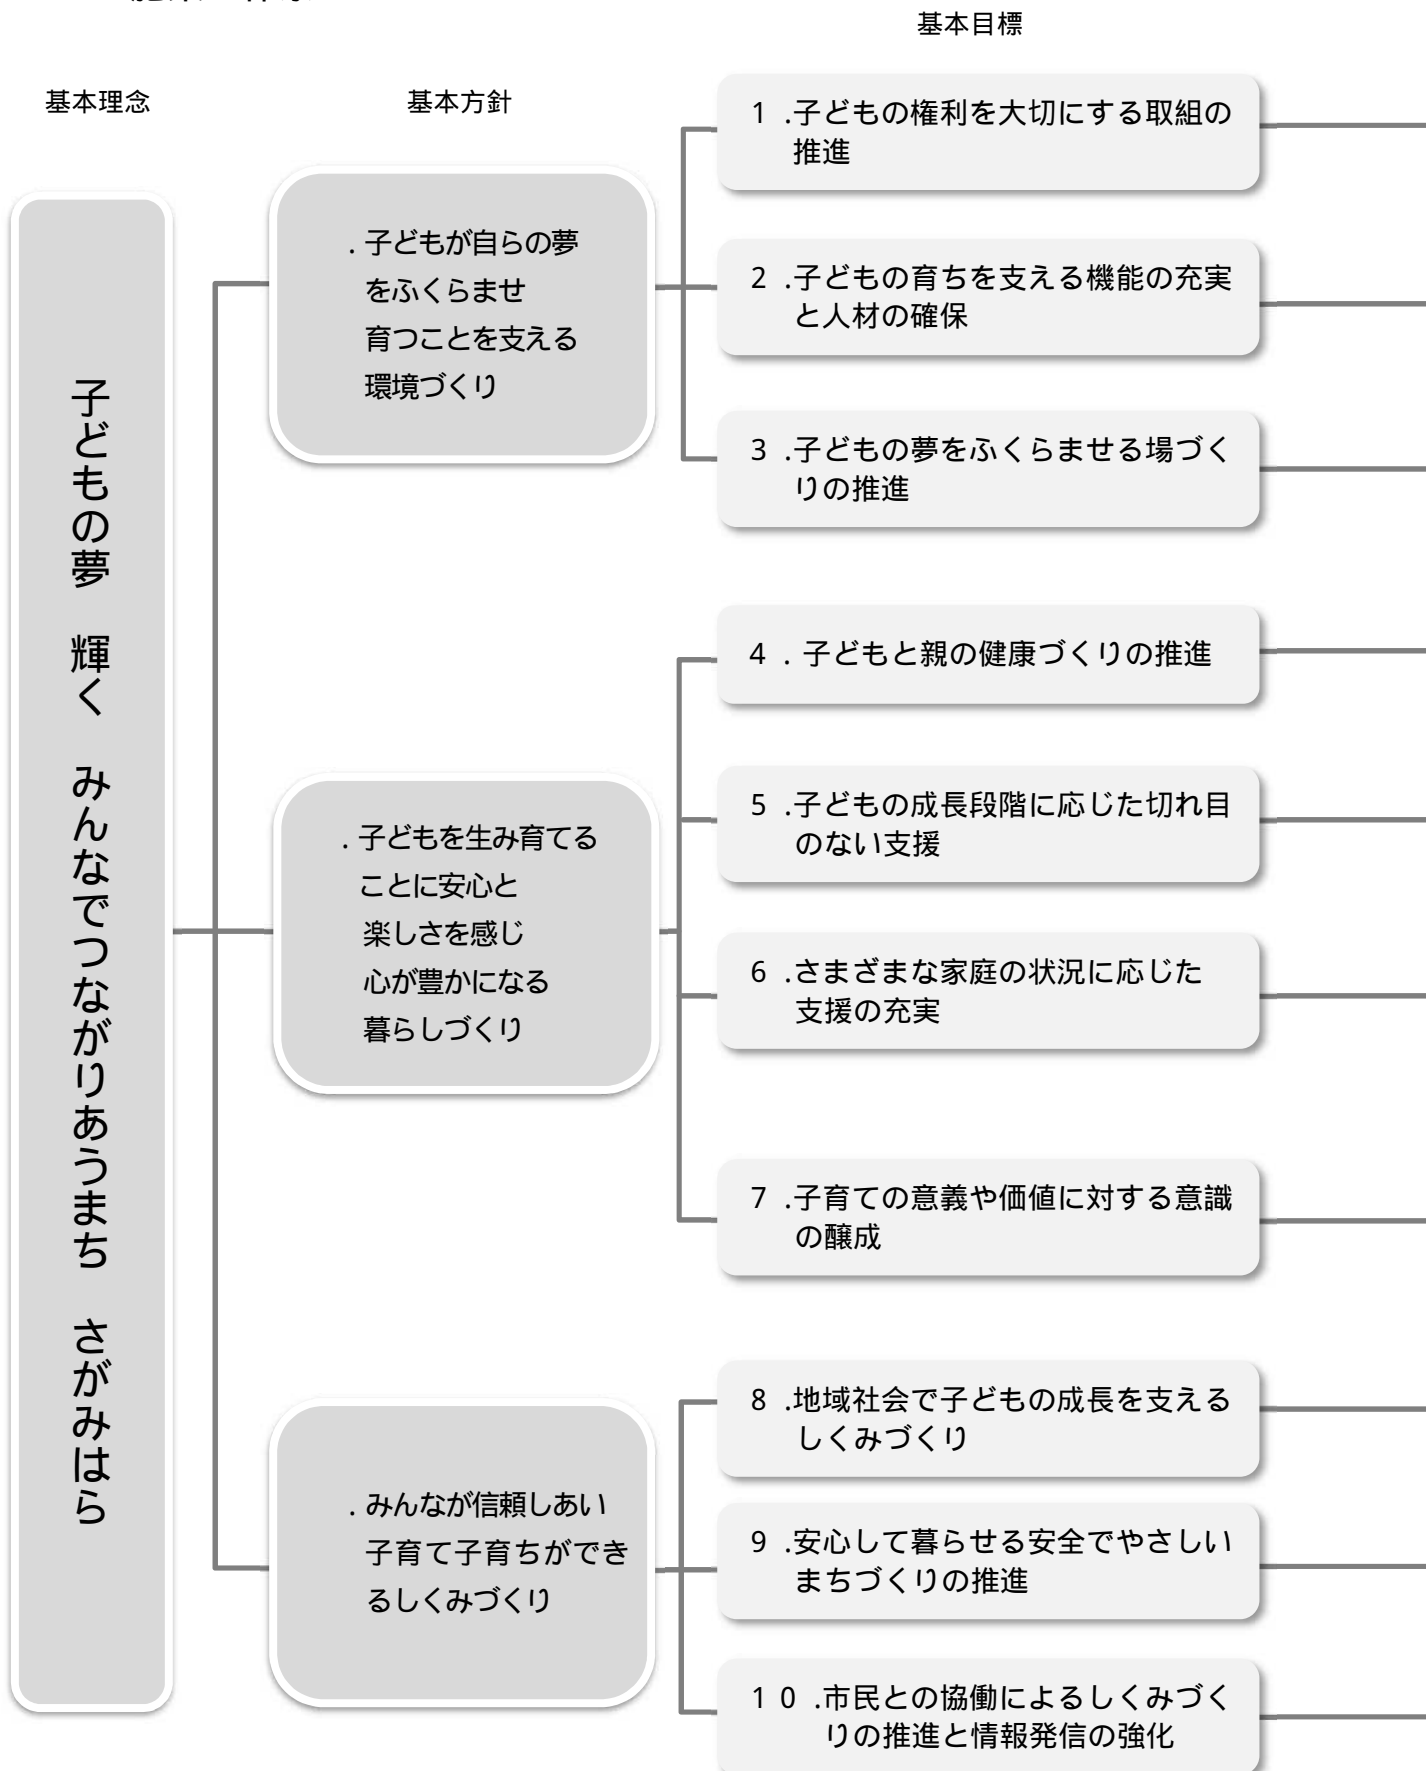 基本目標
基本理念
基本方針
子どもの夢　輝く　みんなでつながりあうまち　さがみはら
. 子どもが自らの夢
をふくらませ
育つことを支える
環境づくり
1 .子どもの権利を大切にする取組の
推進
2 .子どもの育ちを支える機能の充実
と人材の確保
3 .子どもの夢をふくらませる場づく
りの推進
. 子どもを生み育てる
ことに安心と
楽しさを感じ
心が豊かになる
暮らしづくり
4 . 子どもと親の健康づくりの推進
5 .子どもの成長段階に応じた切れ目
のない支援
6 .さまざまな家庭の状況に応じた
支援の充実
7 .子育ての意義や価値に対する意識
の醸成
. みんなが信頼しあい
子育て子育ちができ
るしくみづくり
8 .地域社会で子どもの成長を支える
しくみづくり
9 .安心して暮らせる安全でやさしい
まちづくりの推進
1 0 .市民との協働によるしくみづく
りの推進と情報発信の強化